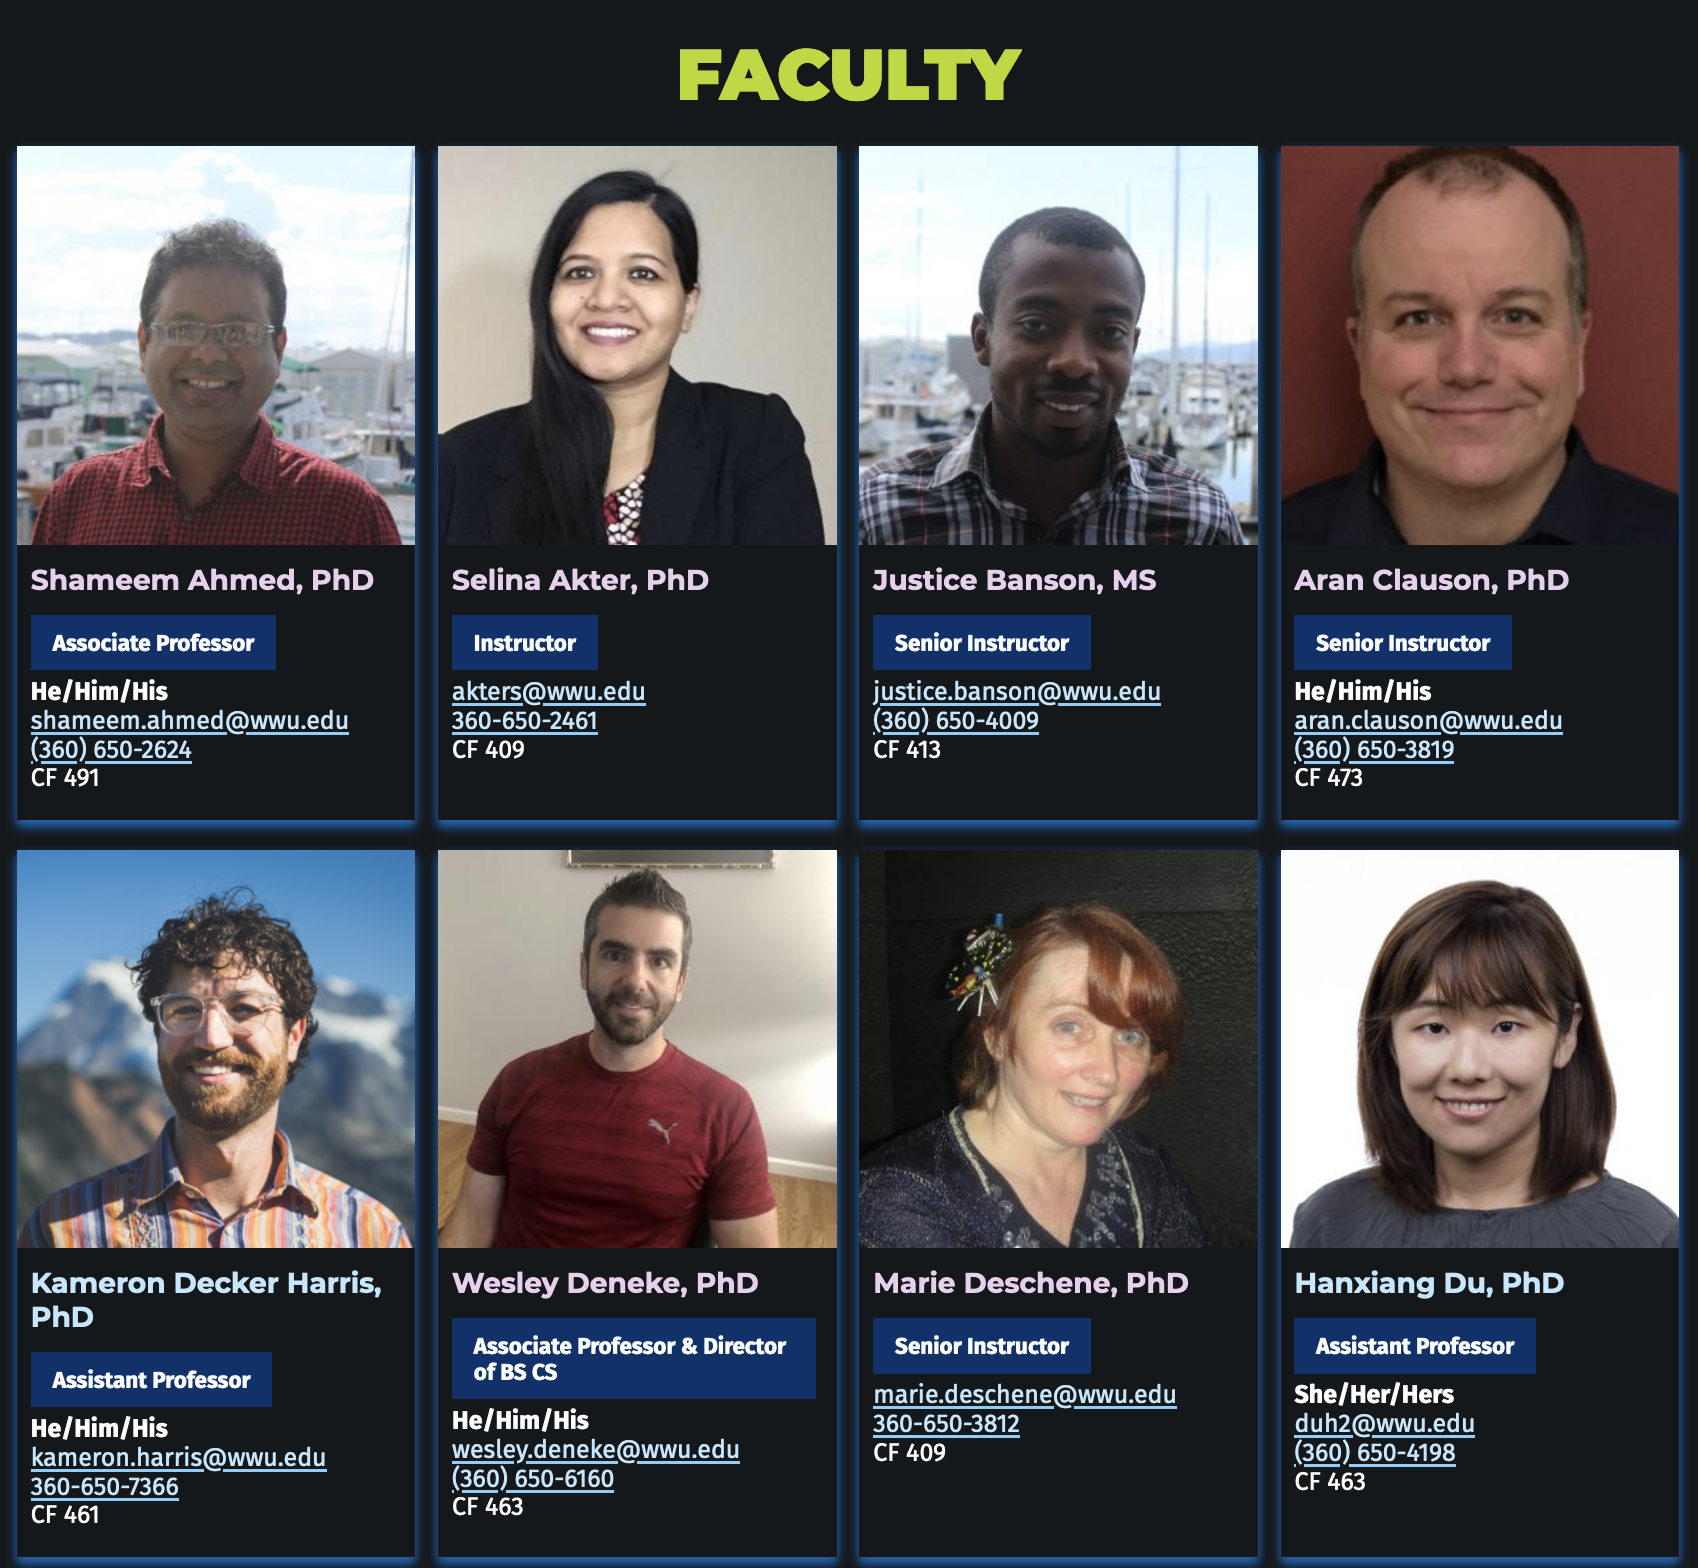 FACULTY
Shameem Ahmed, PhD
Associate Professor
He/Him/His
shameem.ahmed@wwu.edu
(360) 650-2624
CF 491
Selina Akter, PhD
Instructor
akters@wwu.edu
360-650-2461
CF 409
Justice Banson, MS
Senior Instructor
justice.banson@wwu.edu
(360) 650-4009
CF 413
Aran Clauson, PhD
Senior Instructor
He/Him/His
aran.clauson@wwu.edu
(360) 650-3819
CF 473
Kameron Decker Harris,
PhD
Assistant Professor
He/Him/His
kameron.harris@wwu.edu
360-650-7366
CF 461
Wesley Deneke, PhD
Associate Professor & Director
of BS CS
He/Him/His
wesley.deneke@wwu.edu
(360) 650-6160
CF 463
Marie Deschene, PhD
Senior Instructor
marie.deschene@wwu.edu
360-650-3812
CF 409
Hanxiang Du, PhD
Assistant Professor
She/Her/Hers
duh2@wwu.edu
(360) 650-4198
CF 463